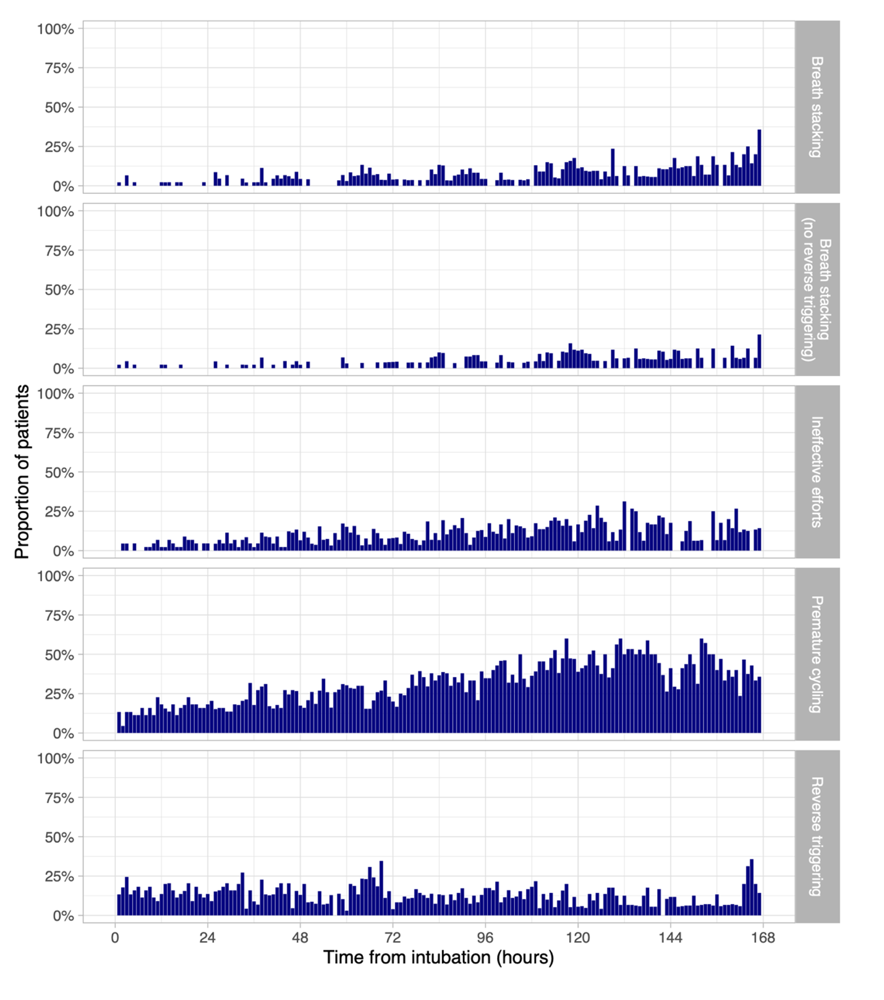 100%
75%
50%
25%
0%
Breath stacking
100%
75%
50%
25%
0%
Breath stacking
(no reverse triggering)
Proportion of patients
100%
75%
50%
25%
0%
Ineffective efforts
100%
75%
50%
25%
0%
Premature cycling
100%
75%
50%
25%
0%
Reverse triggering
0 24 48 72 96 120 144 168
Time from intubation (hours)